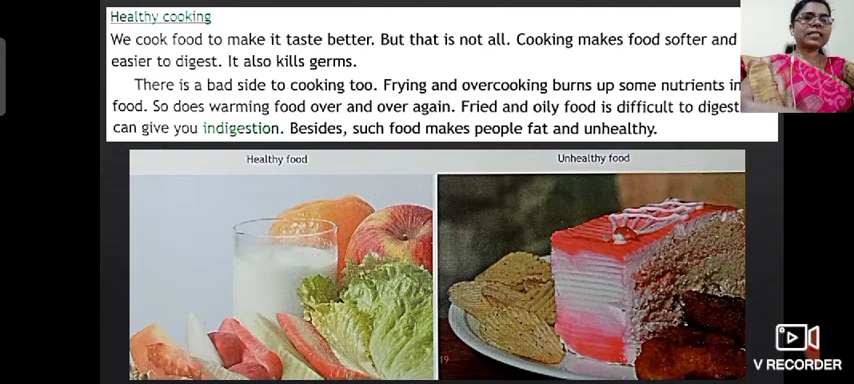 Healthy cooking
We cook food to make it taste better. But that is not all. Cooking makes food softer and
easier to digest. It also kills germs.
There is a bad side to cooking too. Frying and overcooking burns up some nutrients in
food. So does warming food over and over again. Fried and oily food is difficult to digest
can give you indigestion. Besides, such food makes people fat and unhealthy.
Healthy food
Unhealthy food
19
V RECORDER